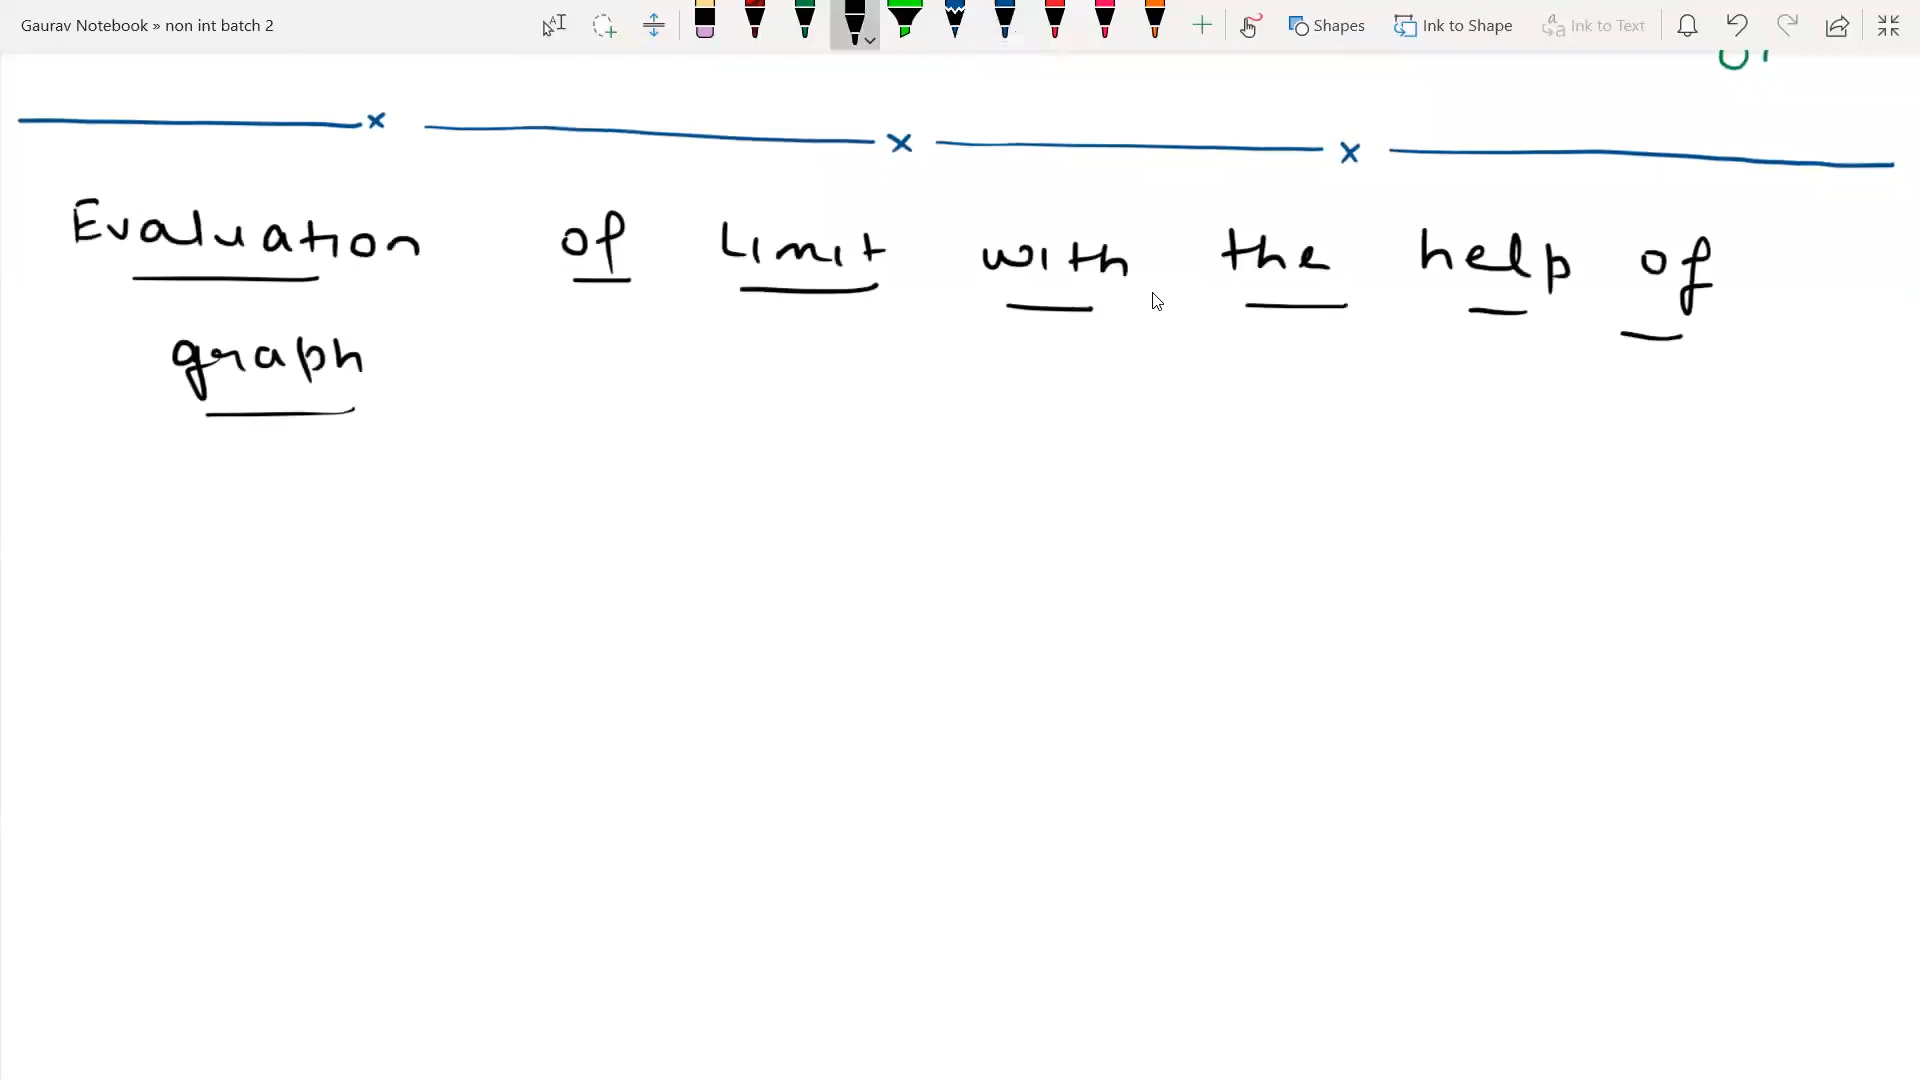 Gaurav Notebook » non int batch 2
Shapes Ink to Shape Ink to Text
x x x
Evaluation of Limit with the help of
graph